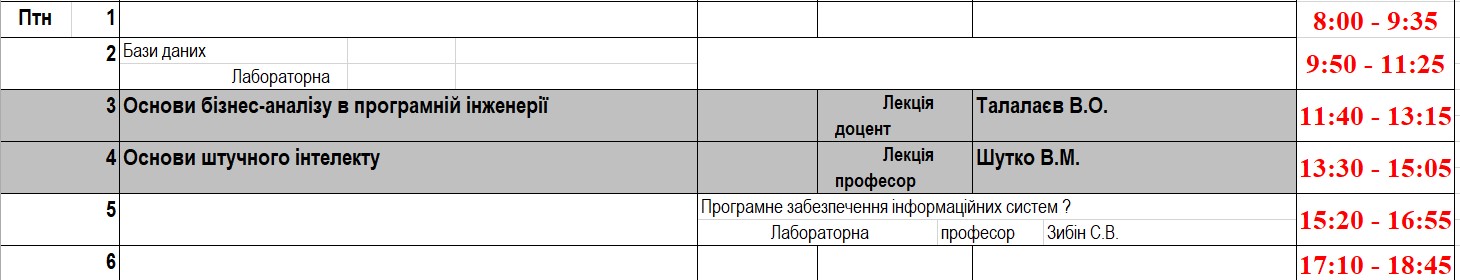 Птн 1 8:00 - 9:35
2 Бази даних 9:50 - 11:25
Лабораторна
3 Основи бізнес-аналізу в програмній інженерії Лекція Талалаєв В.О. 11:40 - 13:15
доцент
4 Основи штучного інтелекту Лекція Шутко В.М. 13:30 - 15:05
професор
5 Програмне забезпечення інформаційних систем ? 15:20 - 16:55
Лабораторна професор Зибін С.В.
6 17:10 - 18:45